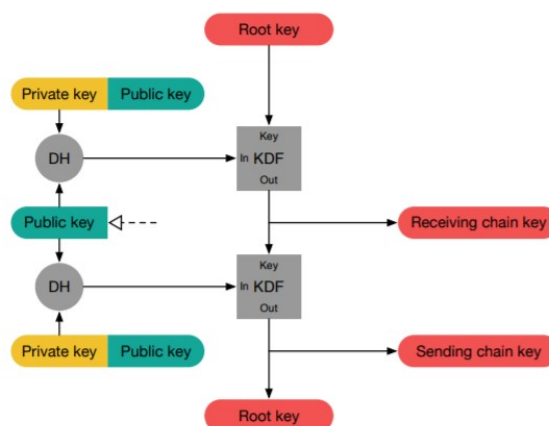 Root key
Private key Public key
Key
DH In KDF
Out
Public key Receiving chain key
Key
DH In KDF
Out
Private key Public key Sending chain key
Root key